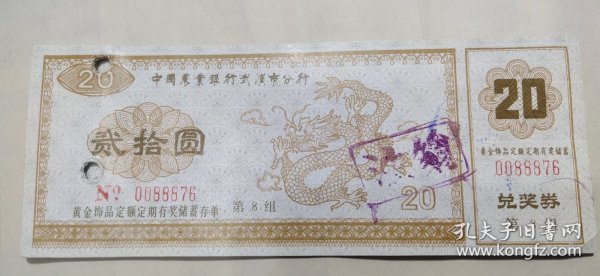 20
中國農業銀行武漢市分行
贰拾圆
Nº 0088876
黄金饰品定额定期有奖储蓄存单
第8组
20
20
黄金饰品定额定期有奖储蓄
0088876
兑奖券
孔夫子旧书网
www.kongfz.com